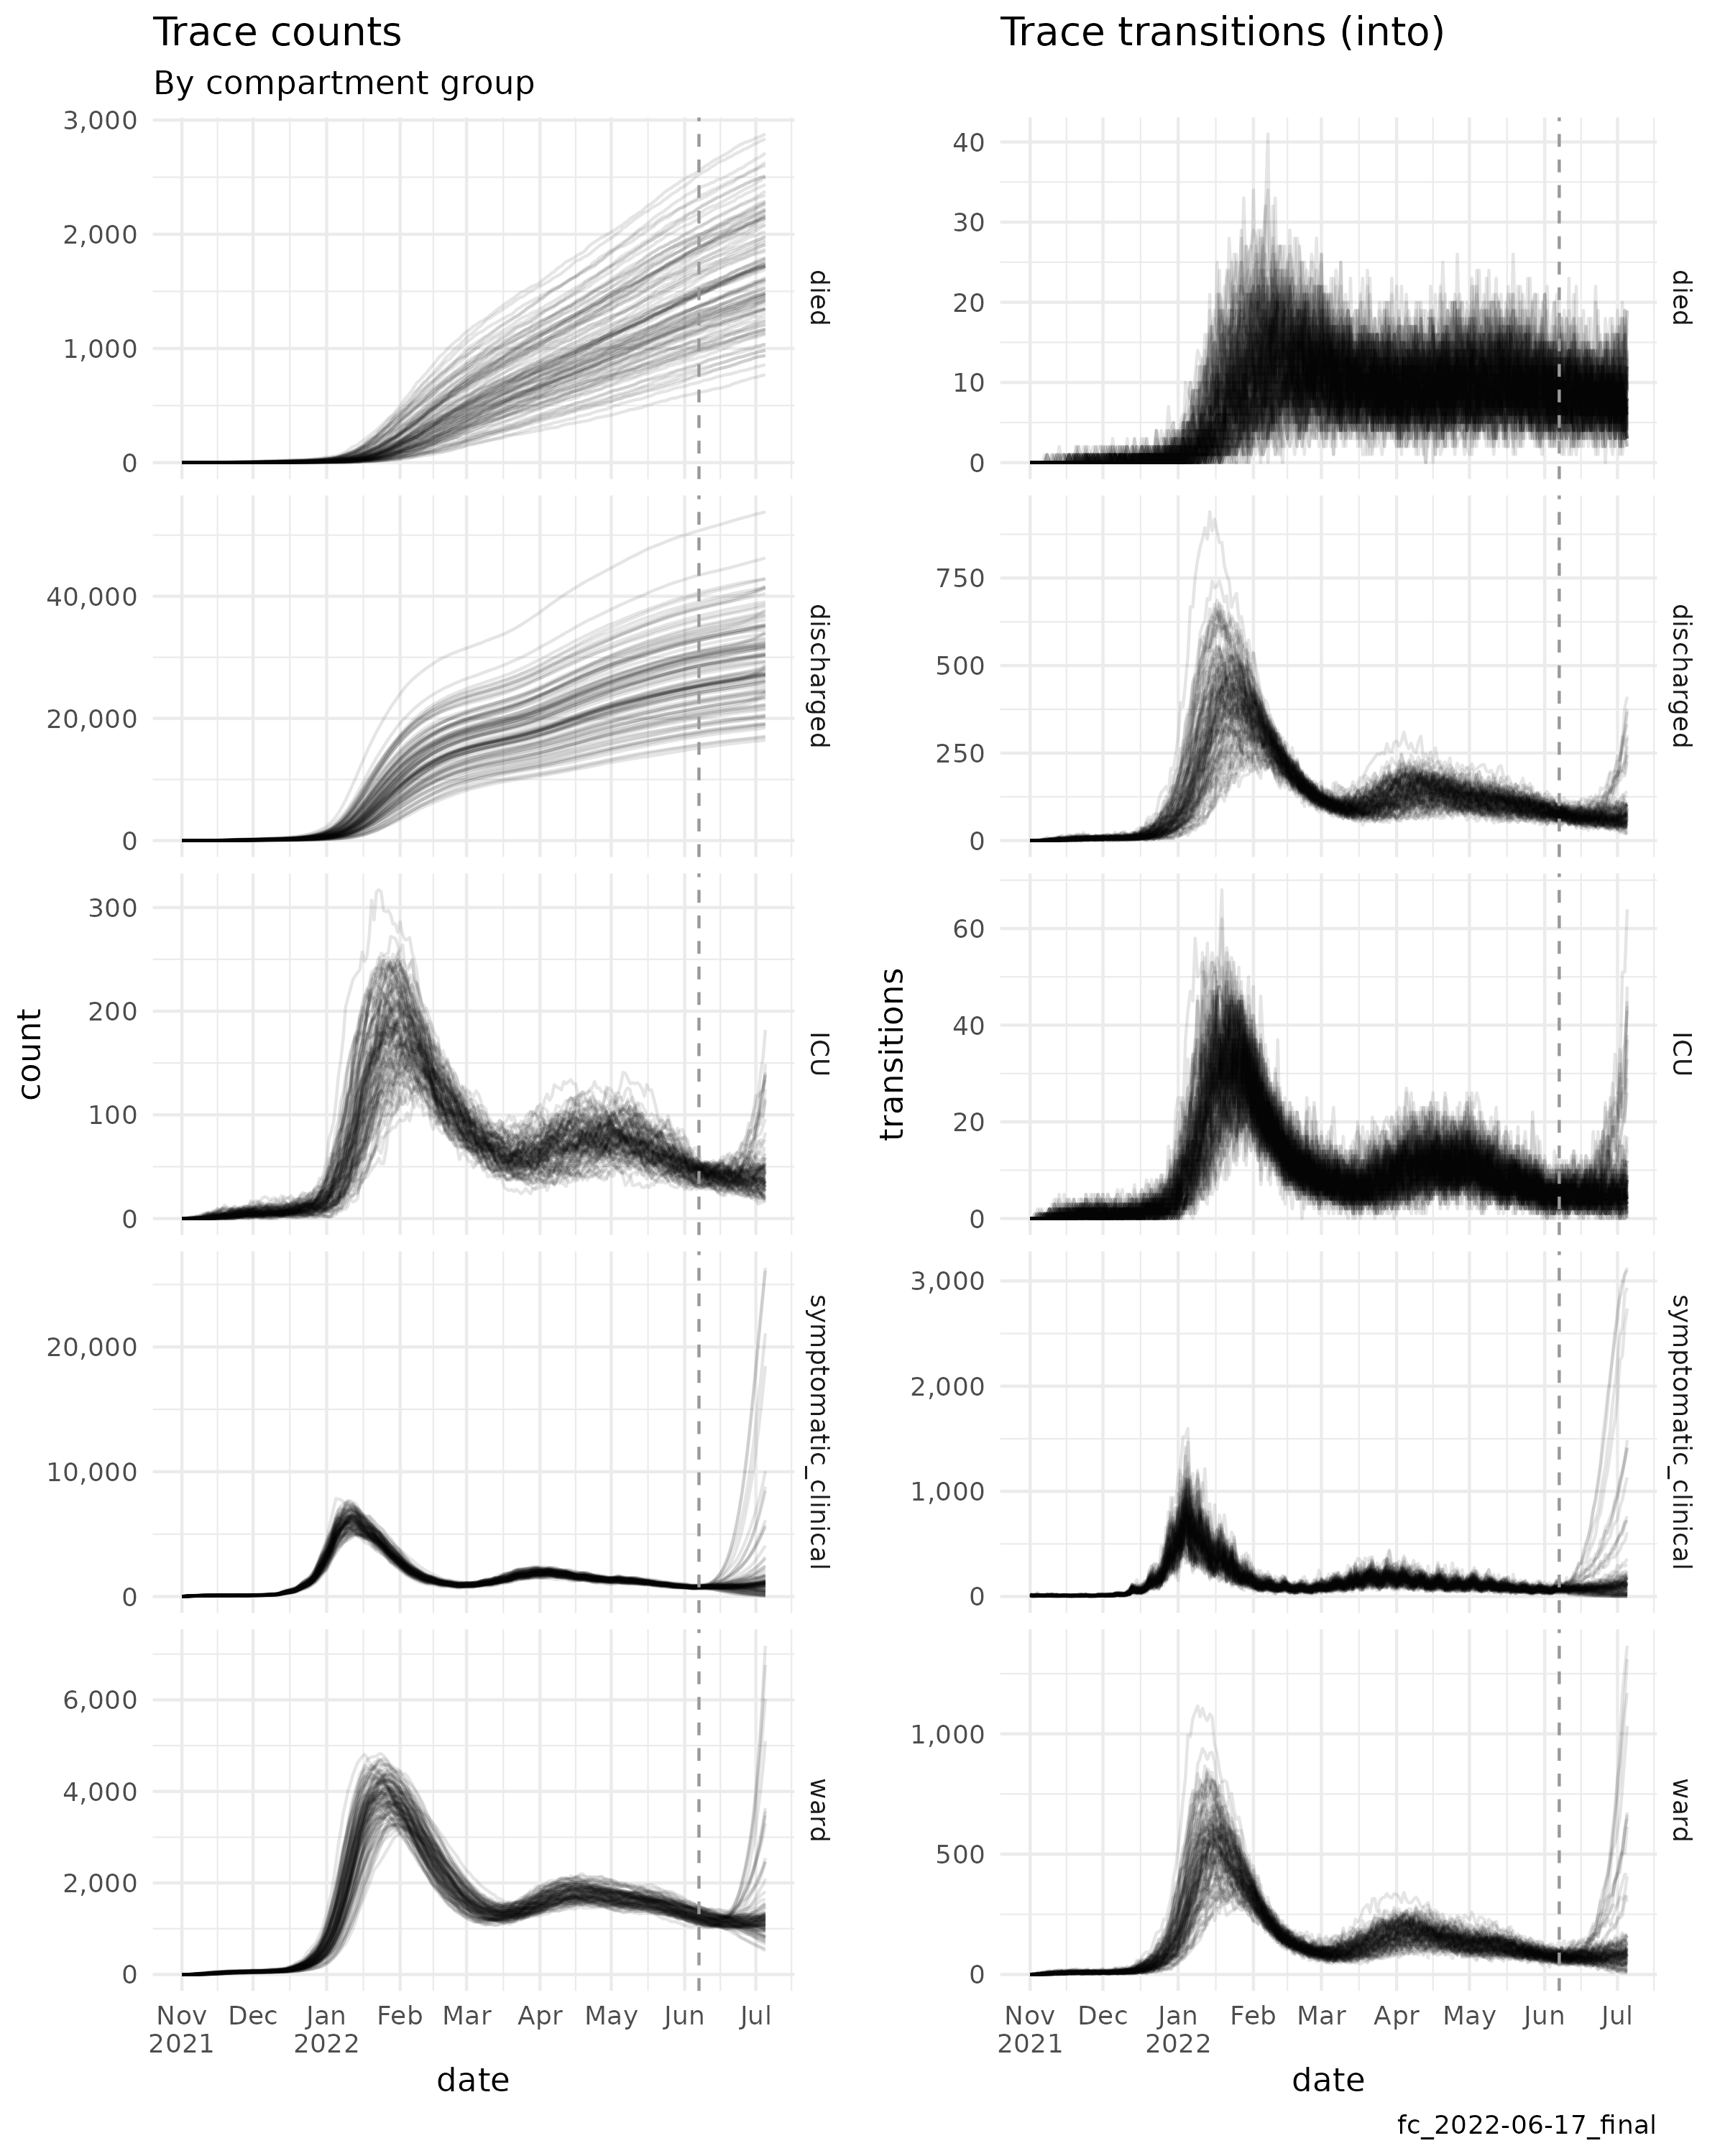 Trace counts
By compartment group
3,000
2,000
1,000
0
died
40,000
20,000
0
discharged
300
200
100
0
ICU
20,000
10,000
0
symptomatic_clinical
6,000
4,000
2,000
0
ward
count
Nov Dec Jan Feb Mar Apr May Jun Jul
2021 2022
date
Trace transitions (into)
40
30
20
10
0
died
750
500
250
0
discharged
60
40
20
0
ICU
3,000
2,000
1,000
0
symptomatic_clinical
1,000
500
0
ward
transitions
Nov Dec Jan Feb Mar Apr May Jun Jul
2021 2022
date
fc_2022-06-17_final